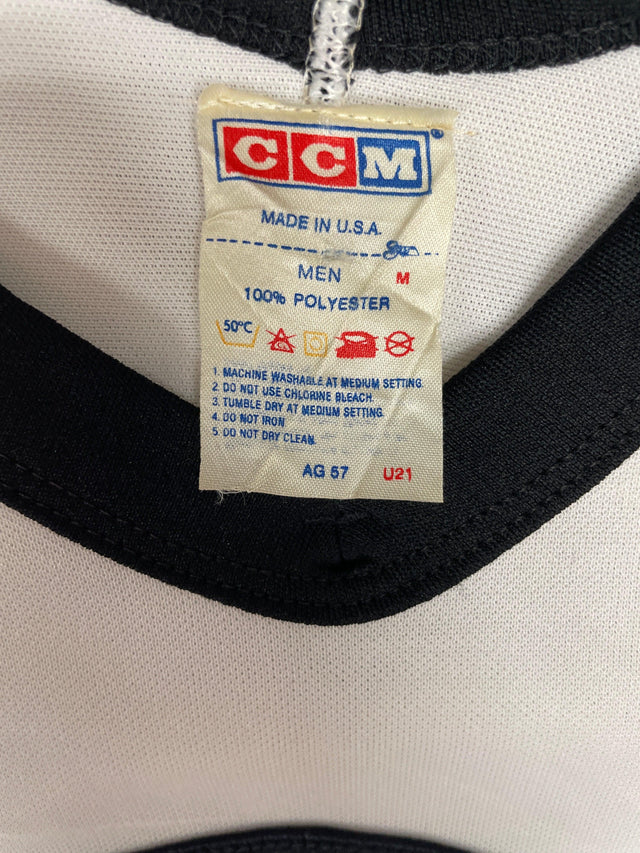 CCM
MADE IN U.S.A.
MEN M
100% POLYESTER
50°C
1. MACHINE WASHABLE AT MEDIUM SETTING.
2. DO NOT USE CHLORINE BLEACH.
3. TUMBLE DRY AT MEDIUM SETTING.
4. DO NOT IRON
5. DO NOT DRY CLEAN.
AG 57 U21